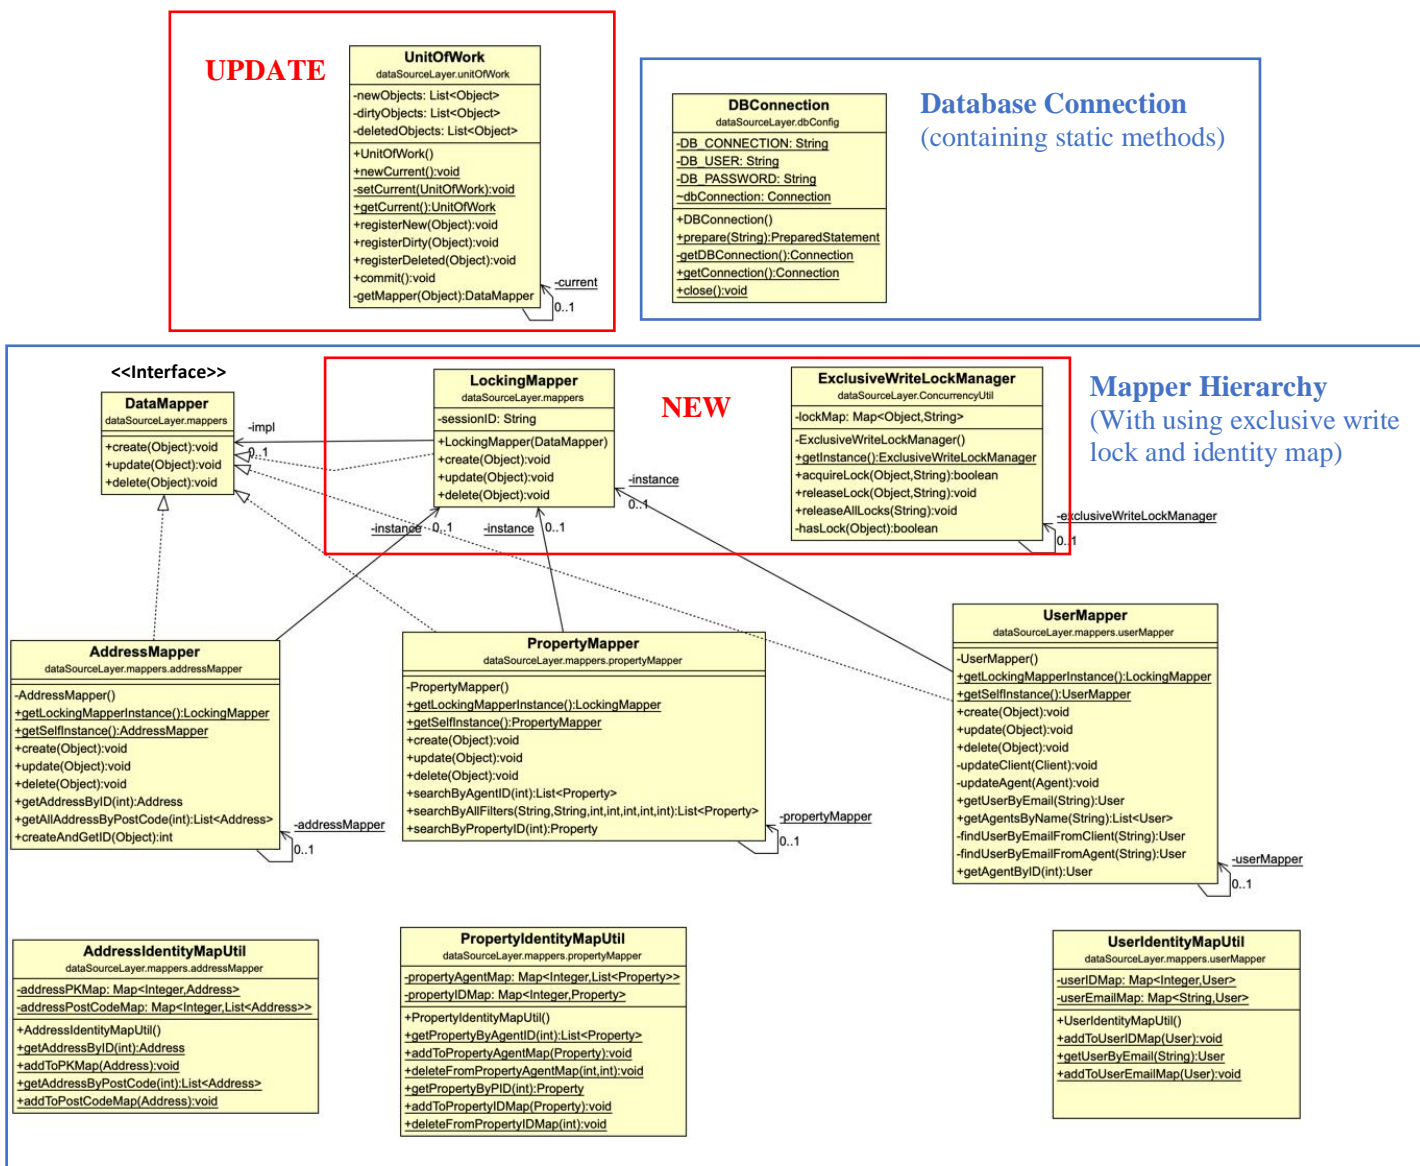 UPDATE
UnitOfWork
dataSourceLayer.unitOfWork
-newObjects: List<Object>
-dirtyObjects: List<Object>
-deletedObjects: List<Object>
+UnitOfWork()
+newCurrent():void
-setCurrent(UnitOfWork):void
+getCurrent():UnitOfWork
+registerNew(Object):void
+registerDirty(Object):void
+registerDeleted(Object):void
+commit():void
-getMapper(Object):DataMapper
-current
0..1
DBConnection
dataSourceLayer.dbConfig
-DB_CONNECTION: String
-DB_USER: String
-DB_PASSWORD: String
~dbConnection: Connection
+DBConnection()
+prepare(String):PreparedStatement
-getDBConnection():Connection
+getConnection():Connection
+close():void
Database Connection
(containing static methods)
<<Interface>>
DataMapper
dataSourceLayer.mappers
+create(Object):void
+update(Object):void
+delete(Object):void
-impl
0..1
LockingMapper
dataSourceLayer.mappers
-sessionID: String
+LockingMapper(DataMapper)
+create(Object):void
+update(Object):void
+delete(Object):void
NEW
ExclusiveWriteLockManager
dataSourceLayer.ConcurrencyUtil
-lockMap: Map<Object,String>
-ExclusiveWriteLockManager()
+getInstance():ExclusiveWriteLockManager
+acquireLock(Object,String):boolean
+releaseLock(Object,String):void
+releaseAllLocks(String):void
-hasLock(Object):boolean
-exclusiveWriteLockManager
0..1
Mapper Hierarchy
(With using exclusive write
lock and identity map)
-instance
0..1
-instance
0..1
-instance
0..1
AddressMapper
dataSourceLayer.mappers.addressMapper
-AddressMapper()
+getLockingMapperInstance():LockingMapper
+getSelfInstance():AddressMapper
+create(Object):void
+update(Object):void
+delete(Object):void
+getAddressByID(int):Address
+getAllAddressByPostCode(int):List<Address>
+createAndGetID(Object):int
-addressMapper
0..1
PropertyMapper
dataSourceLayer.mappers.propertyMapper
-PropertyMapper()
+getLockingMapperInstance():LockingMapper
+getSelfInstance():PropertyMapper
+create(Object):void
+update(Object):void
+delete(Object):void
+searchByAgentID(int):List<Property>
+searchByAllFilters(String,String,int,int,int,int,int):List<Property>
+searchByPropertyID(int):Property
-propertyMapper
0..1
UserMapper
dataSourceLayer.mappers.userMapper
-UserMapper()
+getLockingMapperInstance():LockingMapper
+getSelfInstance():UserMapper
+create(Object):void
+update(Object):void
+delete(Object):void
-updateClient(Client):void
-updateAgent(Agent):void
+getUserByEmail(String):User
+getAgentsByName(String):List<User>
-findUserByEmailFromClient(String):User
-findUserByEmailFromAgent(String):User
+getAgentByID(int):User
-userMapper
0..1
AddressIdentityMapUtil
dataSourceLayer.mappers.addressMapper
-addressPKMap: Map<Integer,Address>
-addressPostCodeMap: Map<Integer,List<Address>>
+AddressIdentityMapUtil()
+getAddressByID(int):Address
+addToPKMap(Address):void
+getAddressByPostCode(int):List<Address>
+addToPostCodeMap(Address):void
PropertyIdentityMapUtil
dataSourceLayer.mappers.propertyMapper
-propertyAgentMap: Map<Integer,List<Property>>
-propertyIDMap: Map<Integer,Property>
+PropertyIdentityMapUtil()
+getPropertyByAgentID(int):List<Property>
+addToPropertyAgentMap(Property):void
+deleteFromPropertyAgentMap(int,int):void
+getPropertyByPID(int):Property
+addToPropertyIDMap(Property):void
+deleteFromPropertyIDMap(int):void
UserIdentityMapUtil
dataSourceLayer.mappers.userMapper
-userIDMap: Map<Integer,User>
-userEmailMap: Map<String,User>
+UserIdentityMapUtil()
+addToUserIDMap(User):void
+getUserByEmail(String):User
+addToUserEmailMap(User):void